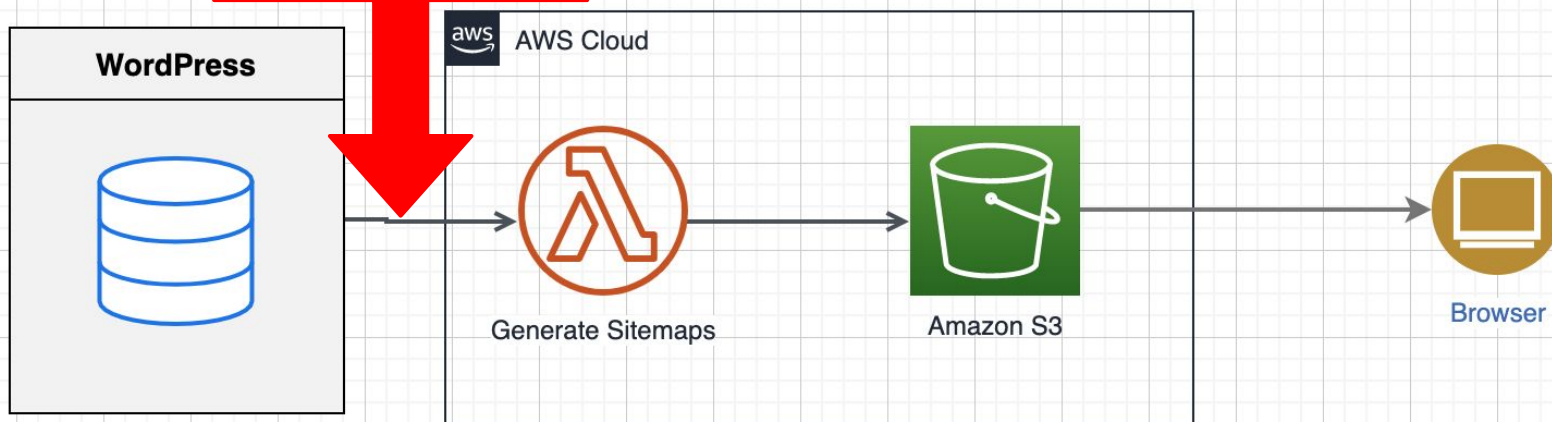 WordPress
aws
AWS Cloud
Generate Sitemaps
Amazon S3
Browser